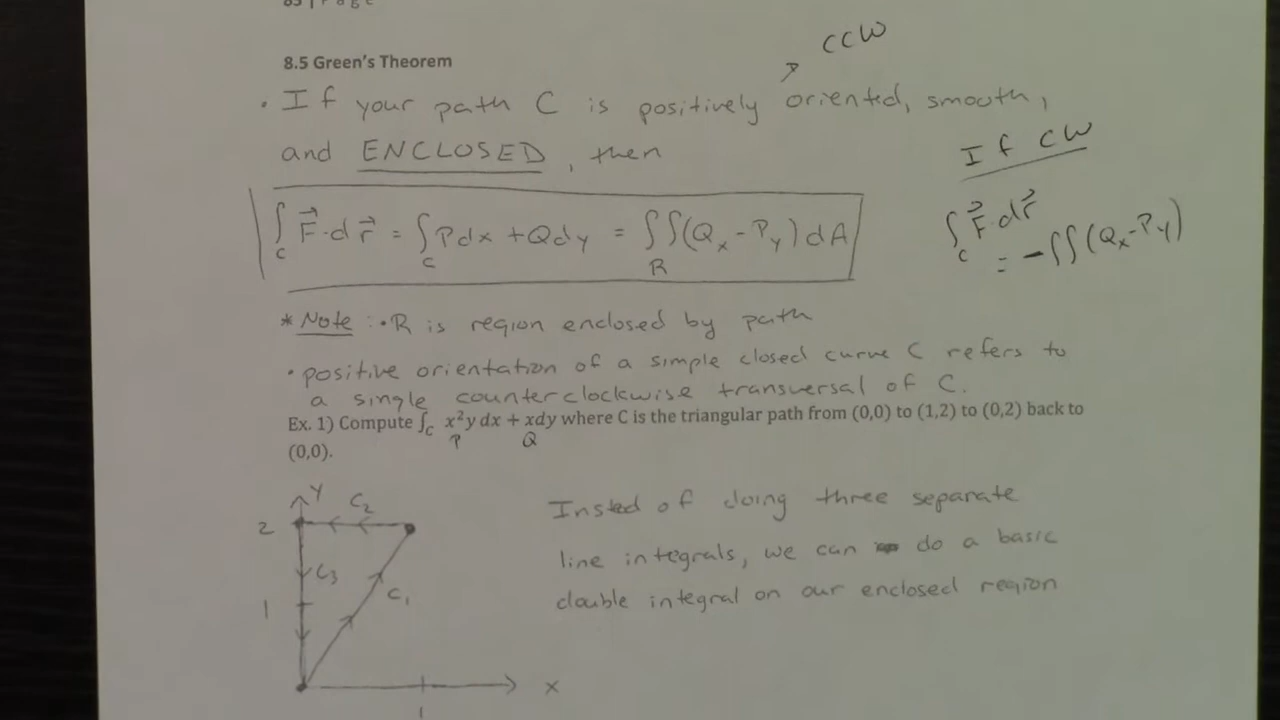 85 | Page
CCW
8.5 Green's Theorem
• If your path C is positively oriented, smooth,
and ENCLOSED, then
If CW
∫_C F⃗·dr⃗ = ∫_C Pdx + Qdy = ∬_R (Q_x - P_y) dA
∫_C F⃗·dr⃗
= -∬(Q_x - P_y)
* Note: • R is region enclosed by path
• positive orientation of a simple closed curve C refers to
a single counterclockwise transversal of C.
Ex. 1) Compute ∫_C x²y dx + xdy where C is the triangular path from (0,0) to (1,2) to (0,2) back to
P Q
(0,0).
Y
C₂
2
Insted of doing three separate
line integrals, we can do a basic
C₃
C₁
double integral on our enclosed region
1
x
1